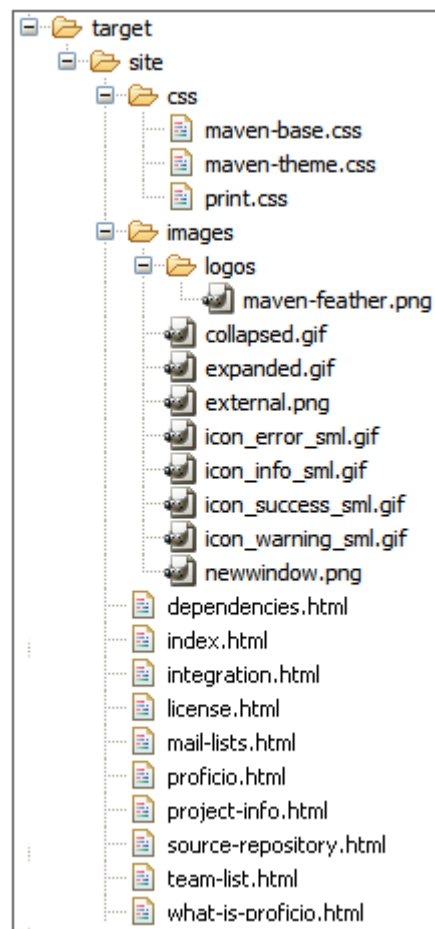 target
site
css
maven-base.css
maven-theme.css
print.css
images
logos
maven-feather.png
collapsed.gif
expanded.gif
external.png
icon_error_sml.gif
icon_info_sml.gif
icon_success_sml.gif
icon_warning_sml.gif
newwindow.png
dependencies.html
index.html
integration.html
license.html
mail-lists.html
proficio.html
project-info.html
source-repository.html
team-list.html
what-is-proficio.html